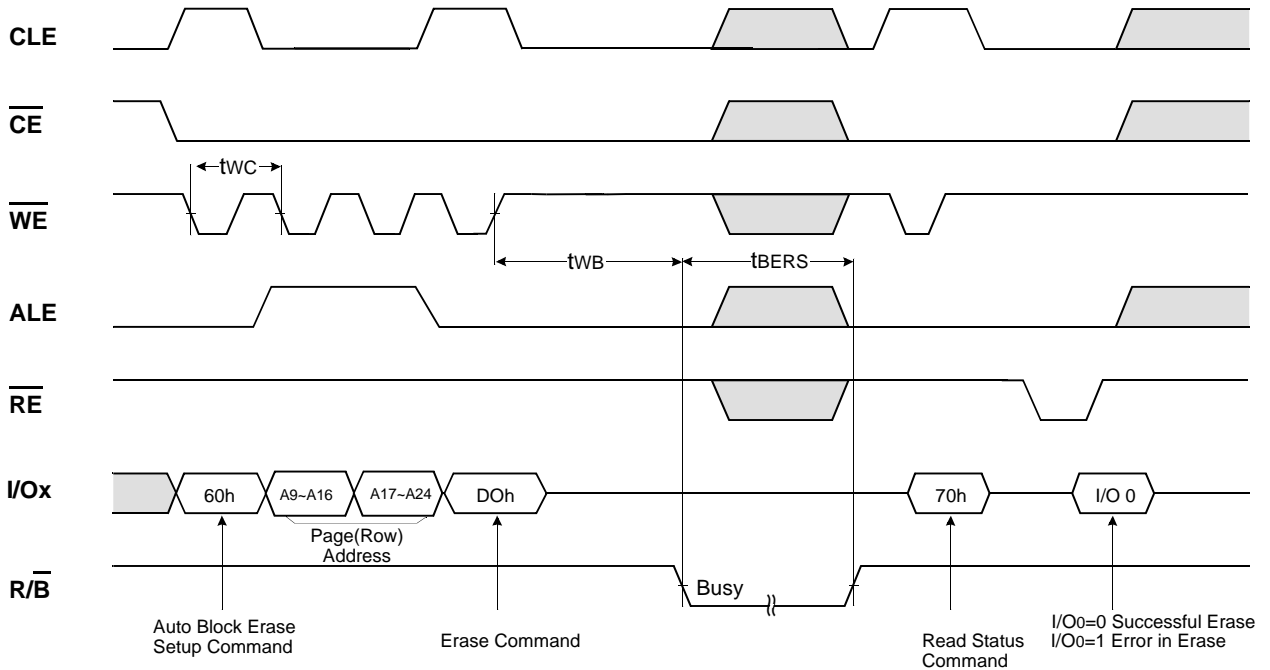 CLE
CE
tWC
WE
tWB
tBERS
ALE
RE
I/Ox
60h
A9~A16
A17~A24
DOh
70h
I/O 0
Page(Row)
Address
R/B
Busy
Auto Block Erase
Setup Command
Erase Command
Read Status
Command
I/O0=0 Successful Erase
I/O0=1 Error in Erase